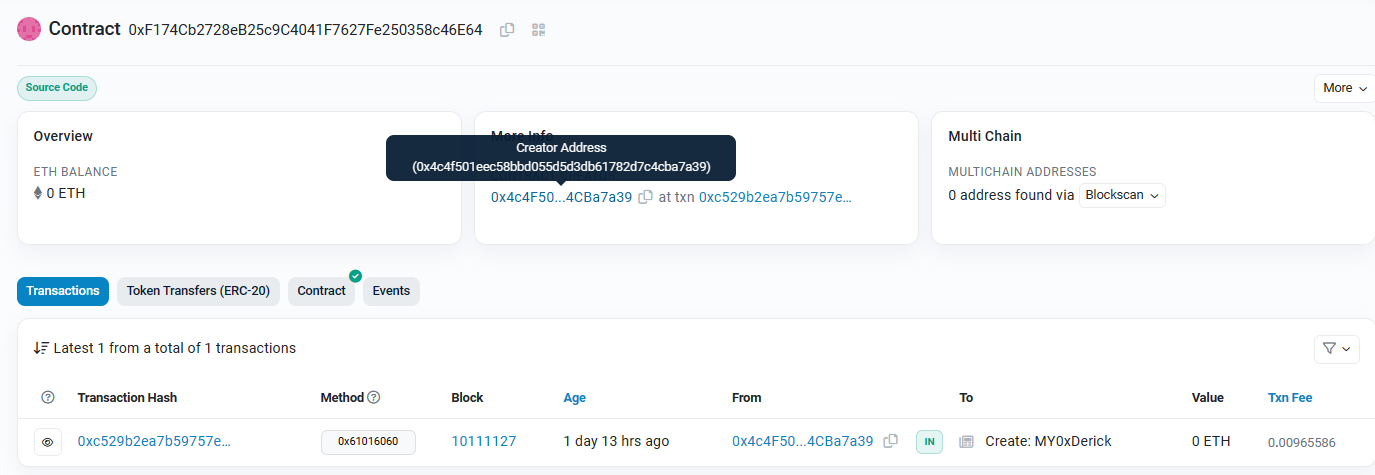 Contract 0xF174Cb2728eB25c9C4041F7627Fe250358c46E64
Source Code
More
Overview
ETH BALANCE
0 ETH
More Info
Creator Address
(0x4c4f501eec58bbd055d5d3db61782d7c4cba7a39)
0x4c4F50...4CBa7a39 at txn 0xc529b2ea7b59757e...
Multi Chain
MULTICHAIN ADDRESSES
0 address found via Blockscan
Transactions Token Transfers (ERC-20) Contract Events
Latest 1 from a total of 1 transactions
Transaction Hash Method Block Age From To Value Txn Fee
0xc529b2ea7b59757e... 0x61016060 10111127 1 day 13 hrs ago 0x4c4F50...4CBa7a39 IN Create: MY0xDerick 0 ETH 0.00965586